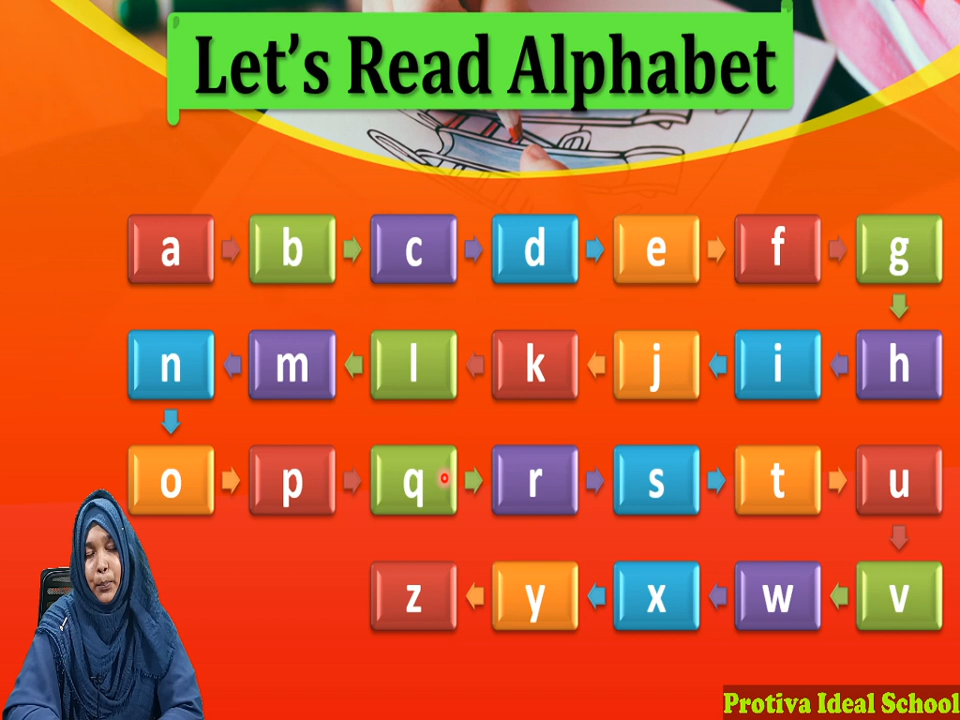 Let's Read Alphabet
a b c d e f g
n m l k j i h
o p q r s t u
z y x w v
Protiva Ideal School